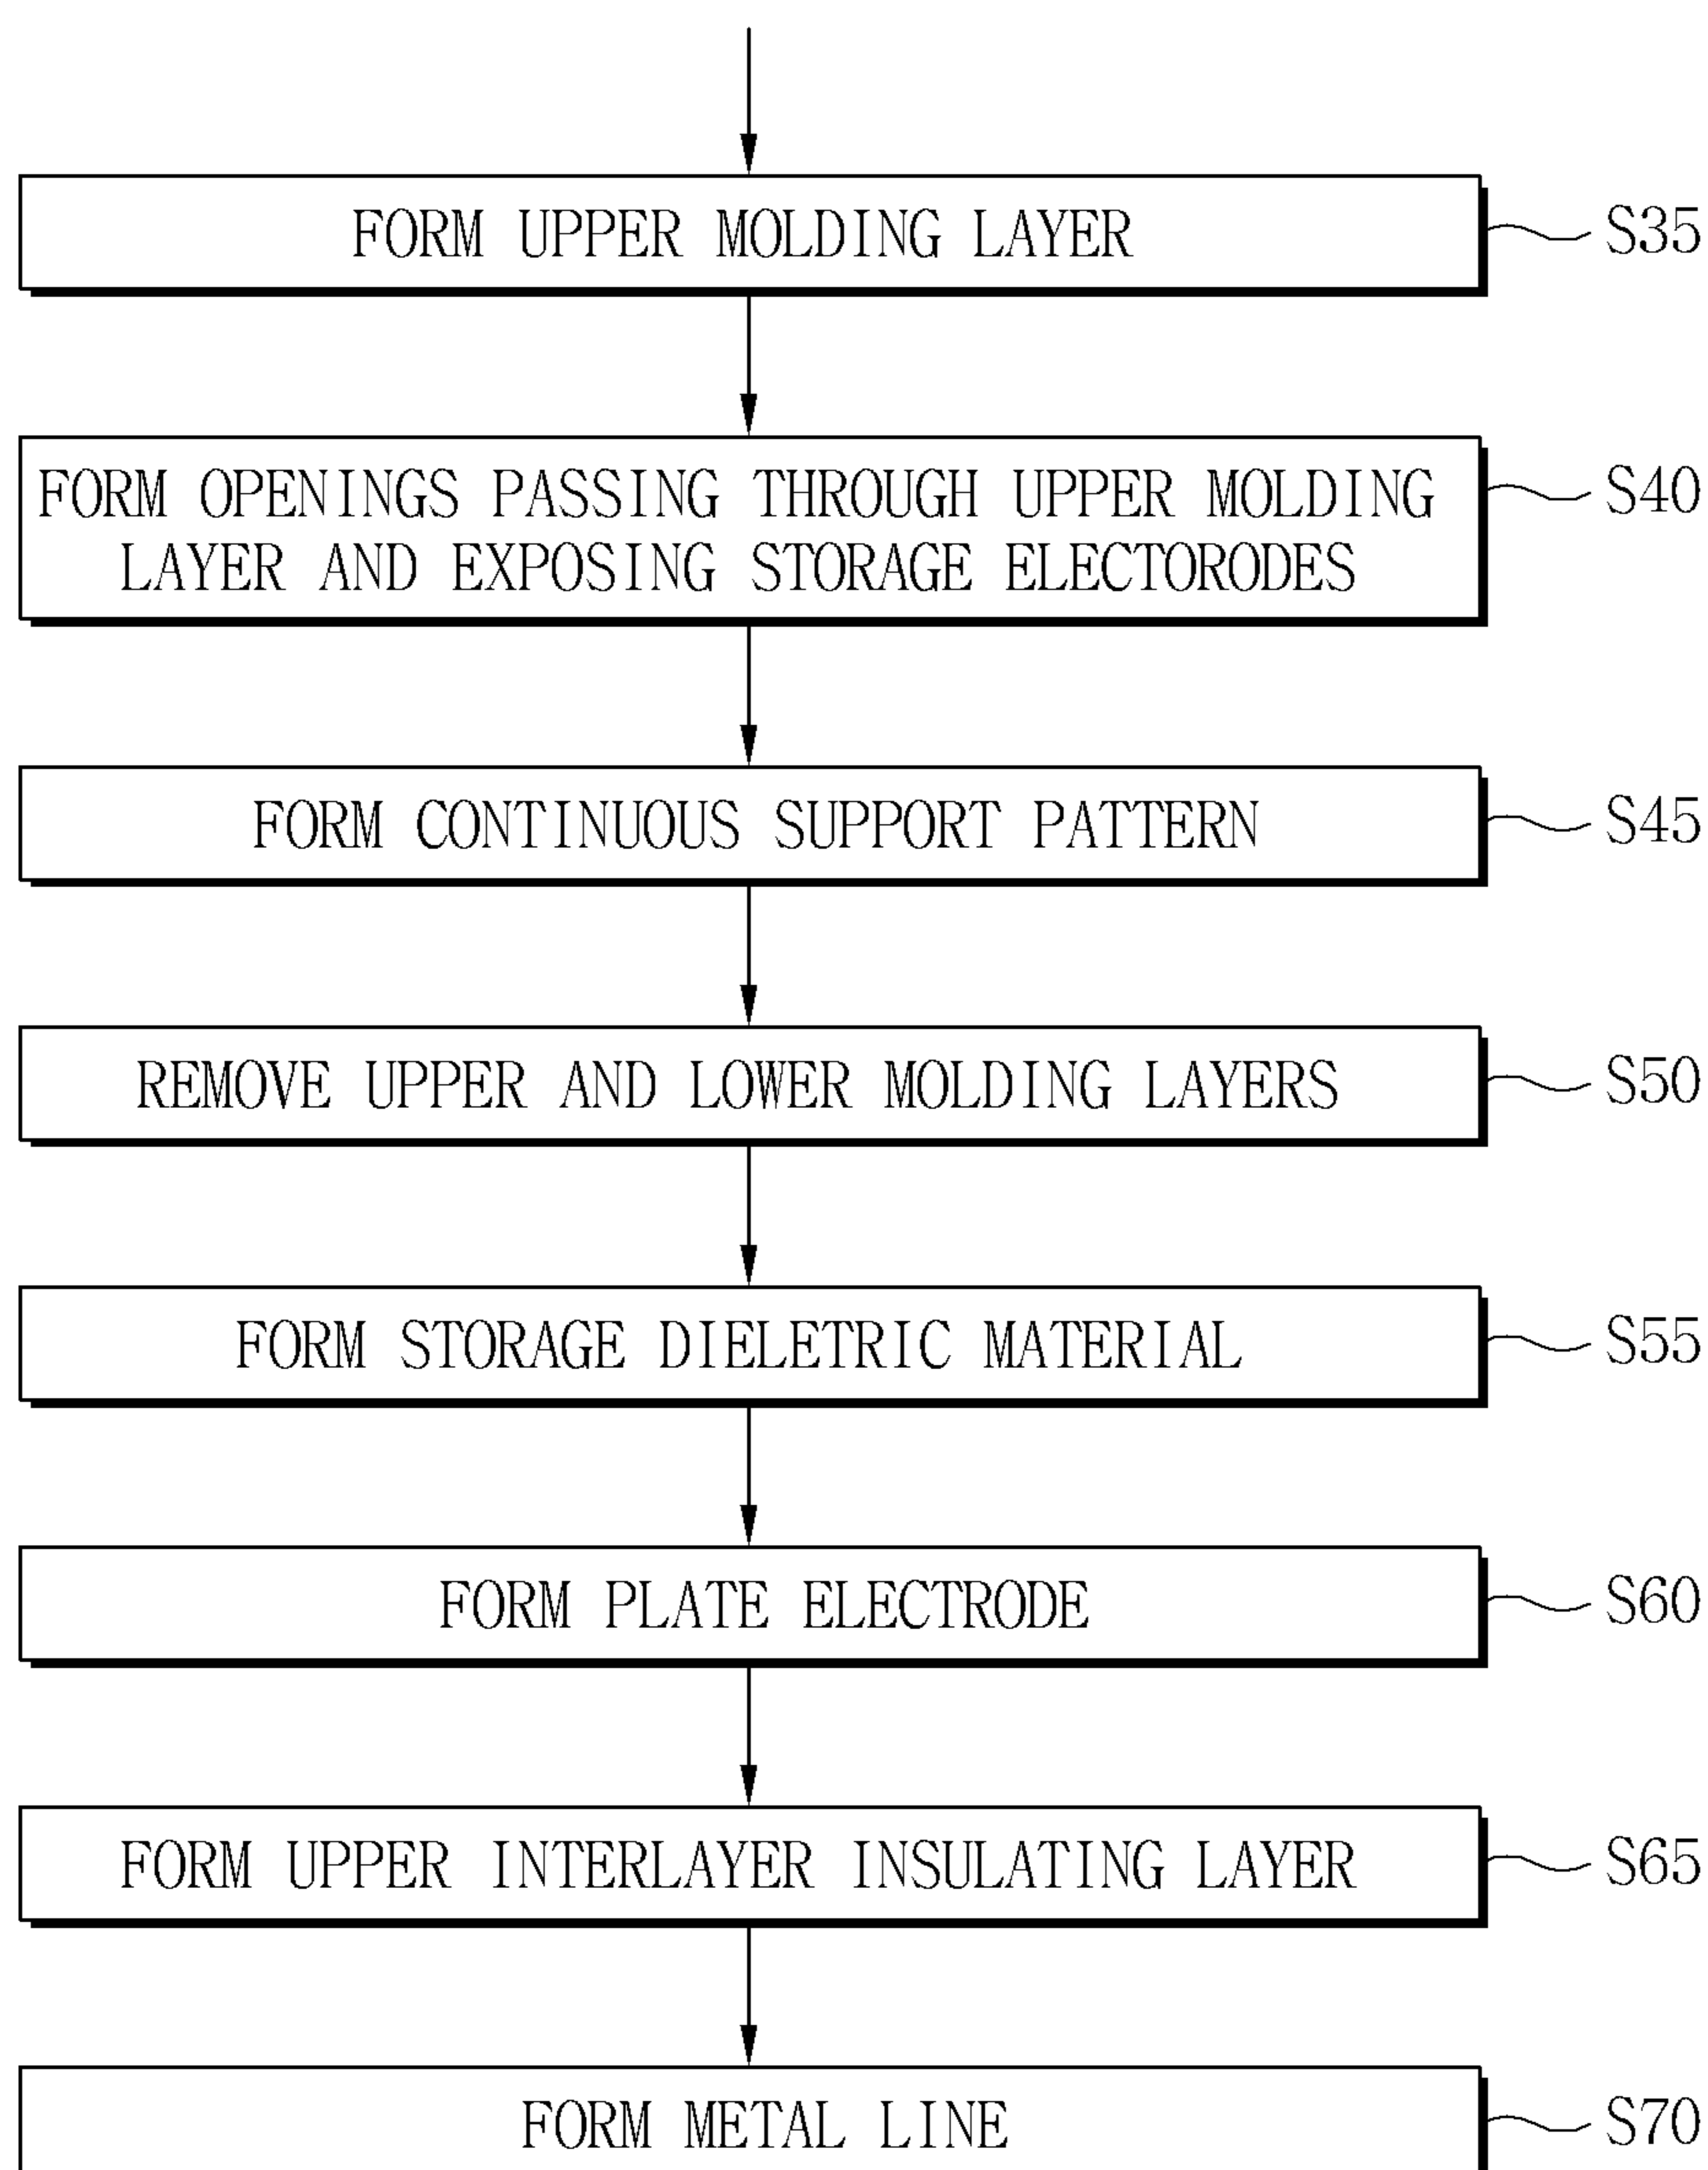 FORM UPPER MOLDING LAYER
S35
FORM OPENINGS PASSING THROUGH UPPER MOLDING
LAYER AND EXPOSING STORAGE ELECTORODES
S40
FORM CONTINUOUS SUPPORT PATTERN
S45
REMOVE UPPER AND LOWER MOLDING LAYERS
S50
FORM STORAGE DIELETRIC MATERIAL
S55
FORM PLATE ELECTRODE
S60
FORM UPPER INTERLAYER INSULATING LAYER
S65
FORM METAL LINE
S70